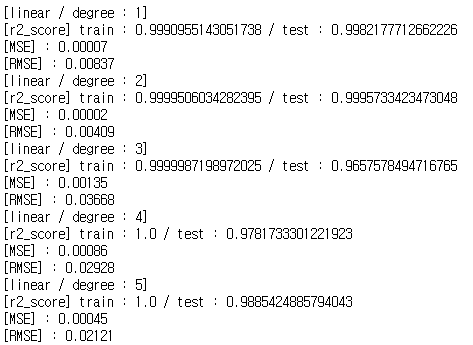 [linear / degree : 1]
[r2_score] train : 0.9990955143051738 / test : 0.9982177712662226
[MSE] : 0.00007
[RMSE] : 0.00837
[linear / degree : 2]
[r2_score] train : 0.9999506034282395 / test : 0.9995733423473048
[MSE] : 0.00002
[RMSE] : 0.00409
[linear / degree : 3]
[r2_score] train : 0.9999987198972025 / test : 0.9657578494716765
[MSE] : 0.00135
[RMSE] : 0.03668
[linear / degree : 4]
[r2_score] train : 1.0 / test : 0.9781733301221923
[MSE] : 0.00086
[RMSE] : 0.02928
[linear / degree : 5]
[r2_score] train : 1.0 / test : 0.9885424885794043
[MSE] : 0.00045
[RMSE] : 0.02121